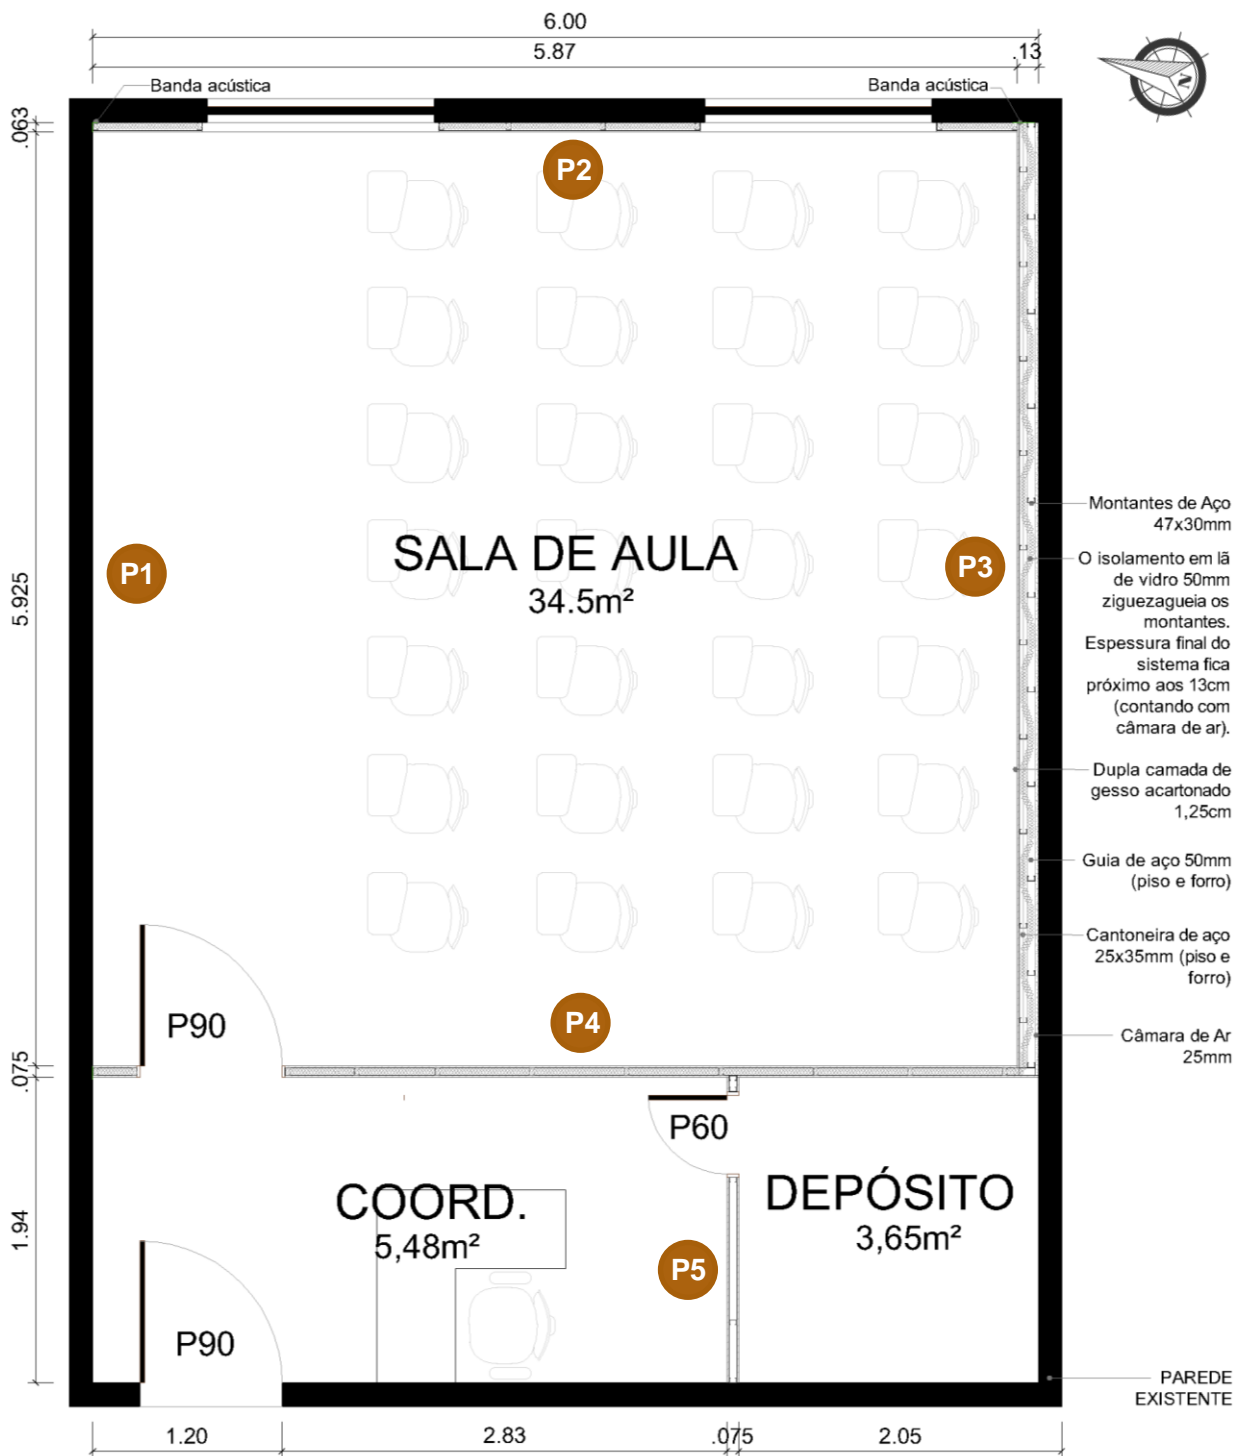 6.00
5.87
.13
Banda acústica
Banda acústica
N
.063
P2
Montantes de Aço
47x30mm
O isolamento em lã
de vidro 50mm
ziguezagueia os
montantes.
Espessura final do
sistema fica
próximo aos 13cm
(contando com
câmara de ar).
SALA DE AULA
34.5m²
P1
P3
5.925
Dupla camada de
gesso acartonado
1,25cm
Guia de aço 50mm
(piso e forro)
Cantoneira de aço
25x35mm (piso e
forro)
P90
P4
Câmara de Ar
25mm
.075
P60
COORD.
5,48m²
DEPÓSITO
3,65m²
1.94
P5
P90
PAREDE
EXISTENTE
1.20
2.83
.075
2.05